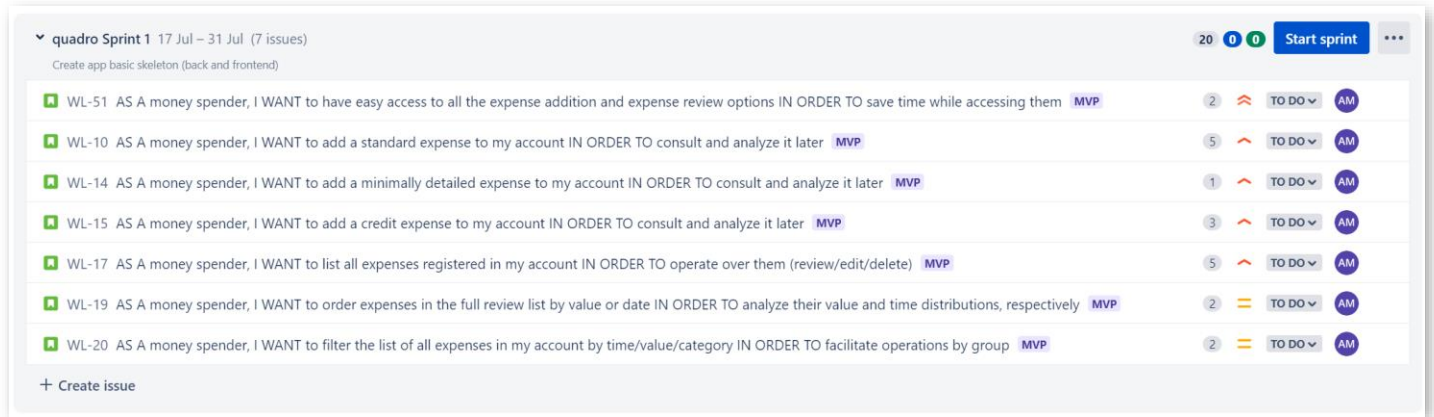 quadro Sprint 1 17 Jul – 31 Jul (7 issues) 20 0 0 Start sprint
Create app basic skeleton (back and frontend)
WL-51 AS A money spender, I WANT to have easy access to all the expense addition and expense review options IN ORDER TO save time while accessing them MVP 2 TO DO AM
WL-10 AS A money spender, I WANT to add a standard expense to my account IN ORDER TO consult and analyze it later MVP 5 TO DO AM
WL-14 AS A money spender, I WANT to add a minimally detailed expense to my account IN ORDER TO consult and analyze it later MVP 1 TO DO AM
WL-15 AS A money spender, I WANT to add a credit expense to my account IN ORDER TO consult and analyze it later MVP 3 TO DO AM
WL-17 AS A money spender, I WANT to list all expenses registered in my account IN ORDER TO operate over them (review/edit/delete) MVP 5 TO DO AM
WL-19 AS A money spender, I WANT to order expenses in the full review list by value or date IN ORDER TO analyze their value and time distributions, respectively MVP 2 TO DO AM
WL-20 AS A money spender, I WANT to filter the list of all expenses in my account by time/value/category IN ORDER TO facilitate operations by group MVP 2 TO DO AM
+ Create issue